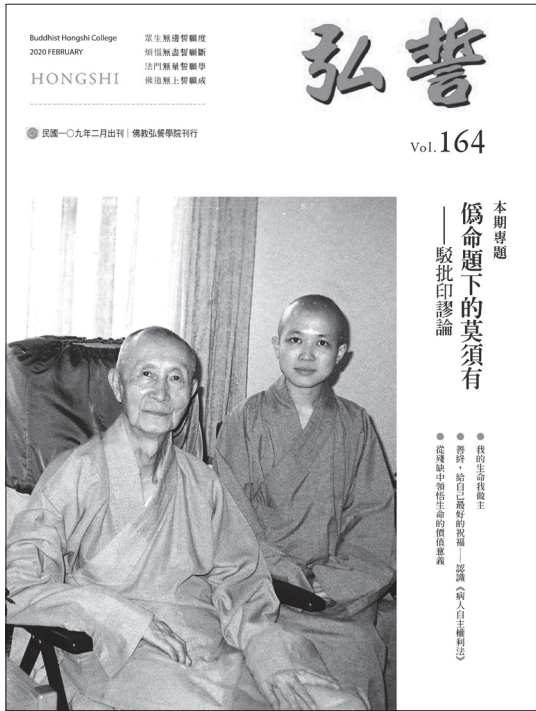 Buddhist Hongshi College
2020 FEBRUARY
HONGSHI
眾生無邊誓願度
煩惱無盡誓願斷
法門無量誓願學
佛道無上誓願成
弘誓
民國一○九年二月出刊│佛教弘誓學院刊行
Vol.164
本期專題
偽命題下的莫須有
——駁批印謬論
● 我的生命我做主
● 善終，給自己最好的祝福——認識《病人自主權利法》
● 從殘缺中領悟生命的價值意義